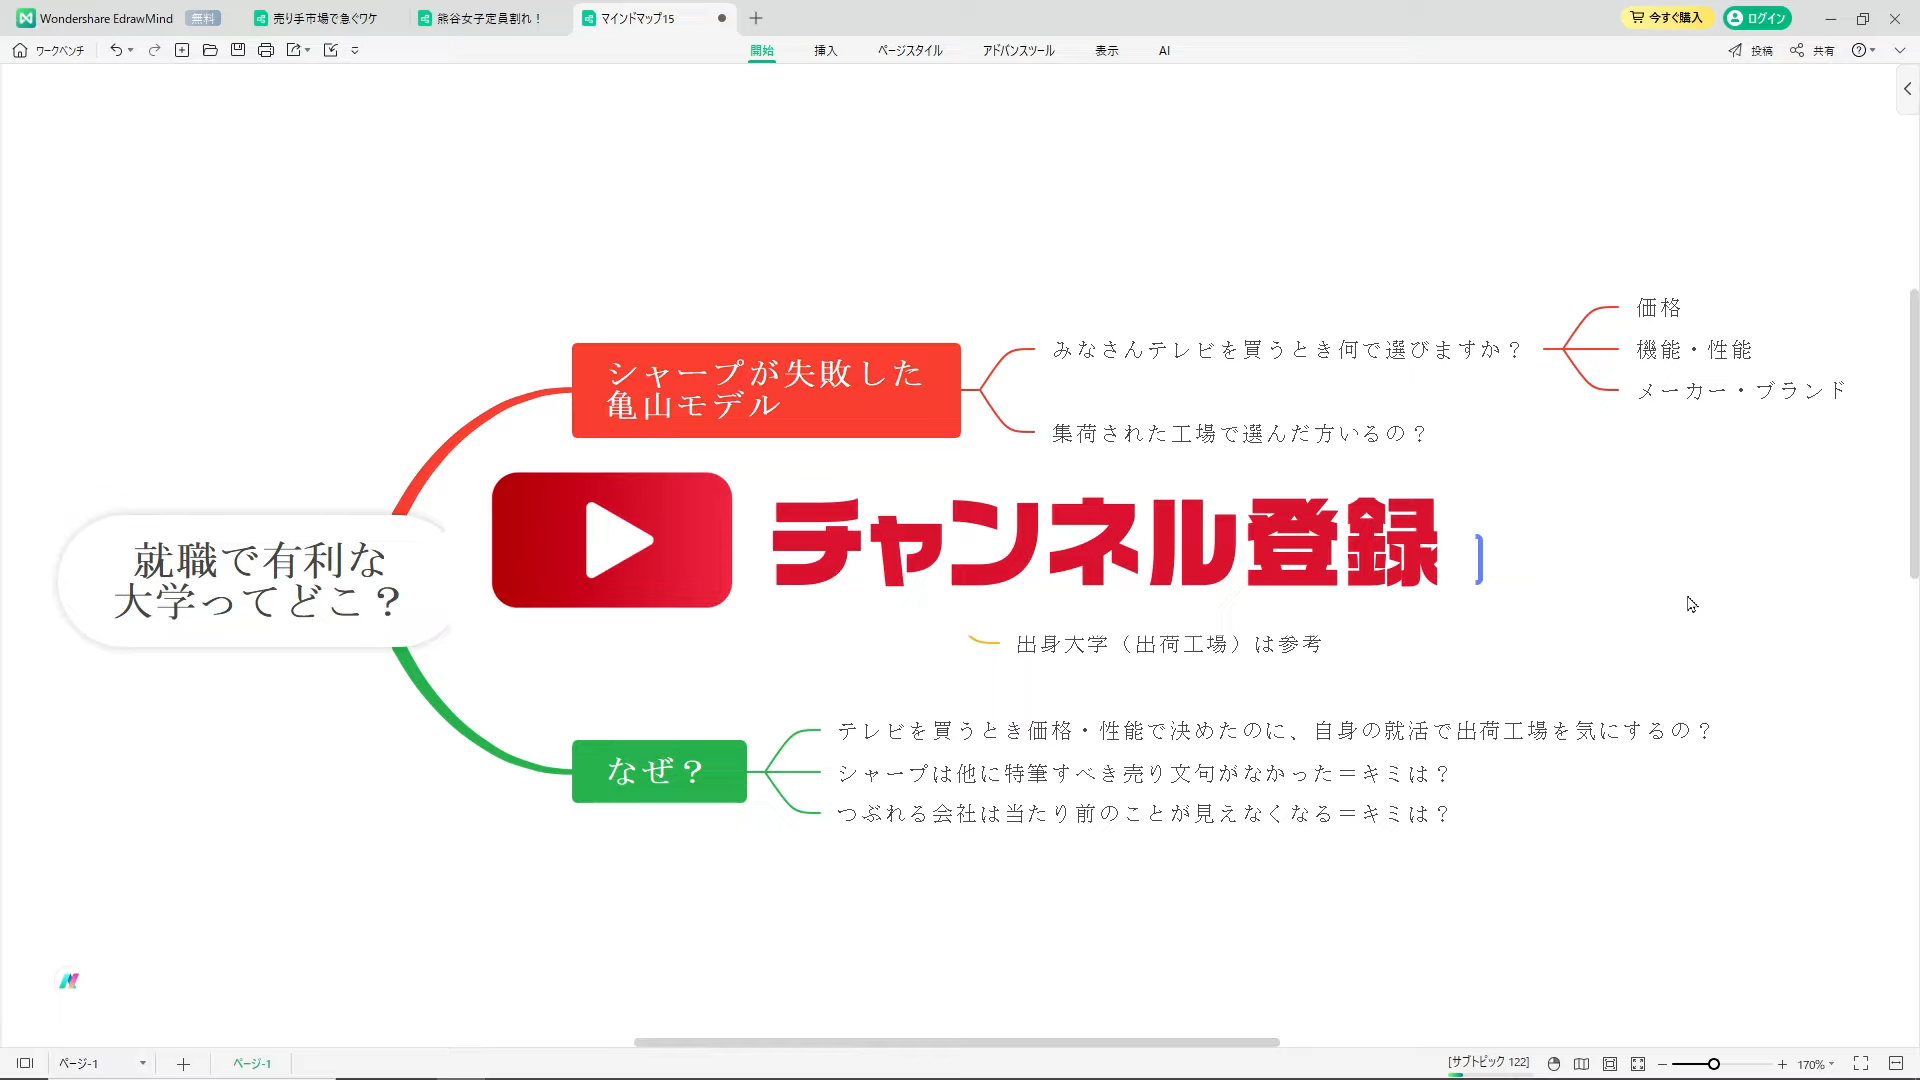 Wondershare EdrawMind 無料 売り手市場で急ぐワケ 熊谷女子定員割れ！ マインドマップ15 今すぐ購入 ログイン
ワークベンチ 開始 挿入 ページスタイル アドバンスツール 表示 AI 投稿 共有
価格
みなさんテレビを買うとき何で選びますか？ 機能・性能
メーカー・ブランド
シャープが失敗した
亀山モデル
集荷された工場で選んだ方いるの？
チャンネル登録
就職で有利な
大学ってどこ？
出身大学（出荷工場）は参考
なぜ？
テレビを買うとき価格・性能で決めたのに、自身の就活で出荷工場を気にするの？
シャープは他に特筆すべき売り文句がなかった＝キミは？
つぶれる会社は当たり前のことが見えなくなる＝キミは？
ページ-1 ページ-1 [サブトピック 122] 170%